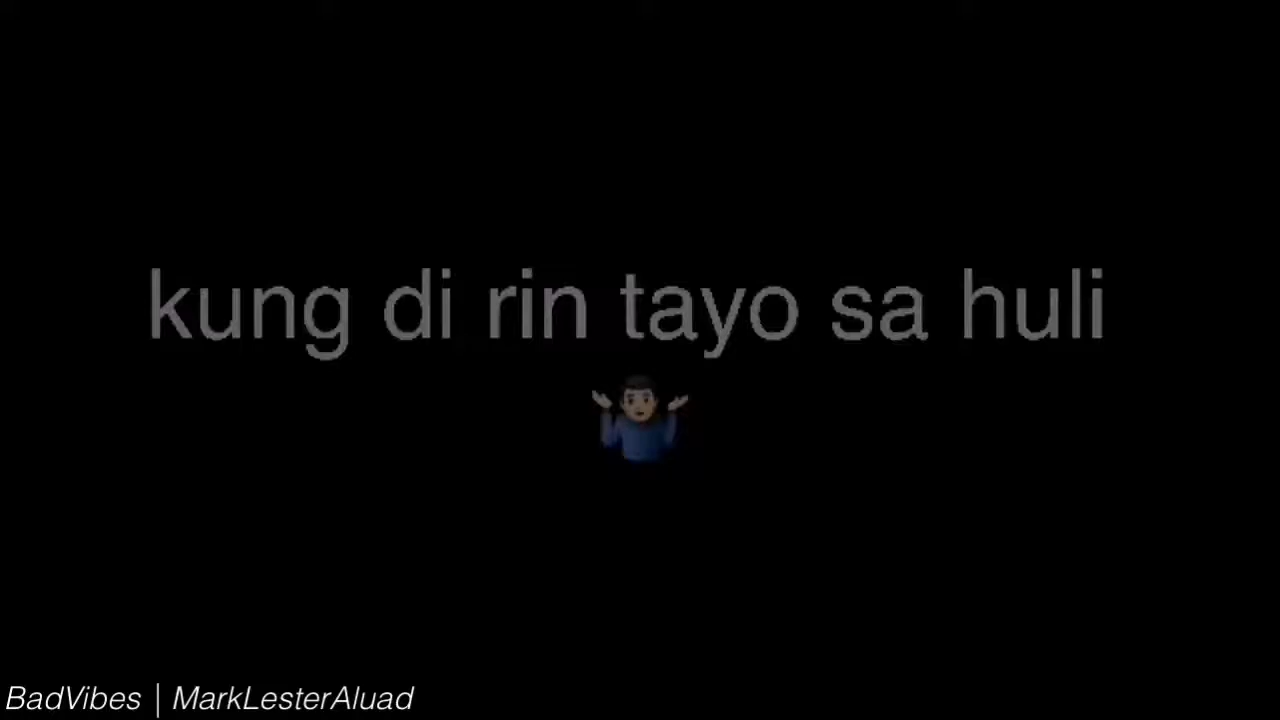 kung di rin tayo sa huli
🤷🏻‍♂️
BadVibes | MarkLesterAluad